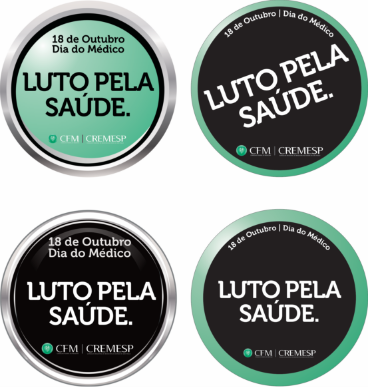 18 de Outubro
Dia do Médico
LUTO PELA
SAÚDE.
CFM | CREMESP
18 de Outubro | Dia do Médico
LUTO PELA
SAÚDE.
CFM | CREMESP
18 de Outubro
Dia do Médico
LUTO PELA
SAÚDE.
CFM | CREMESP
18 de Outubro | Dia do Médico
LUTO PELA
SAÚDE.
CFM | CREMESP